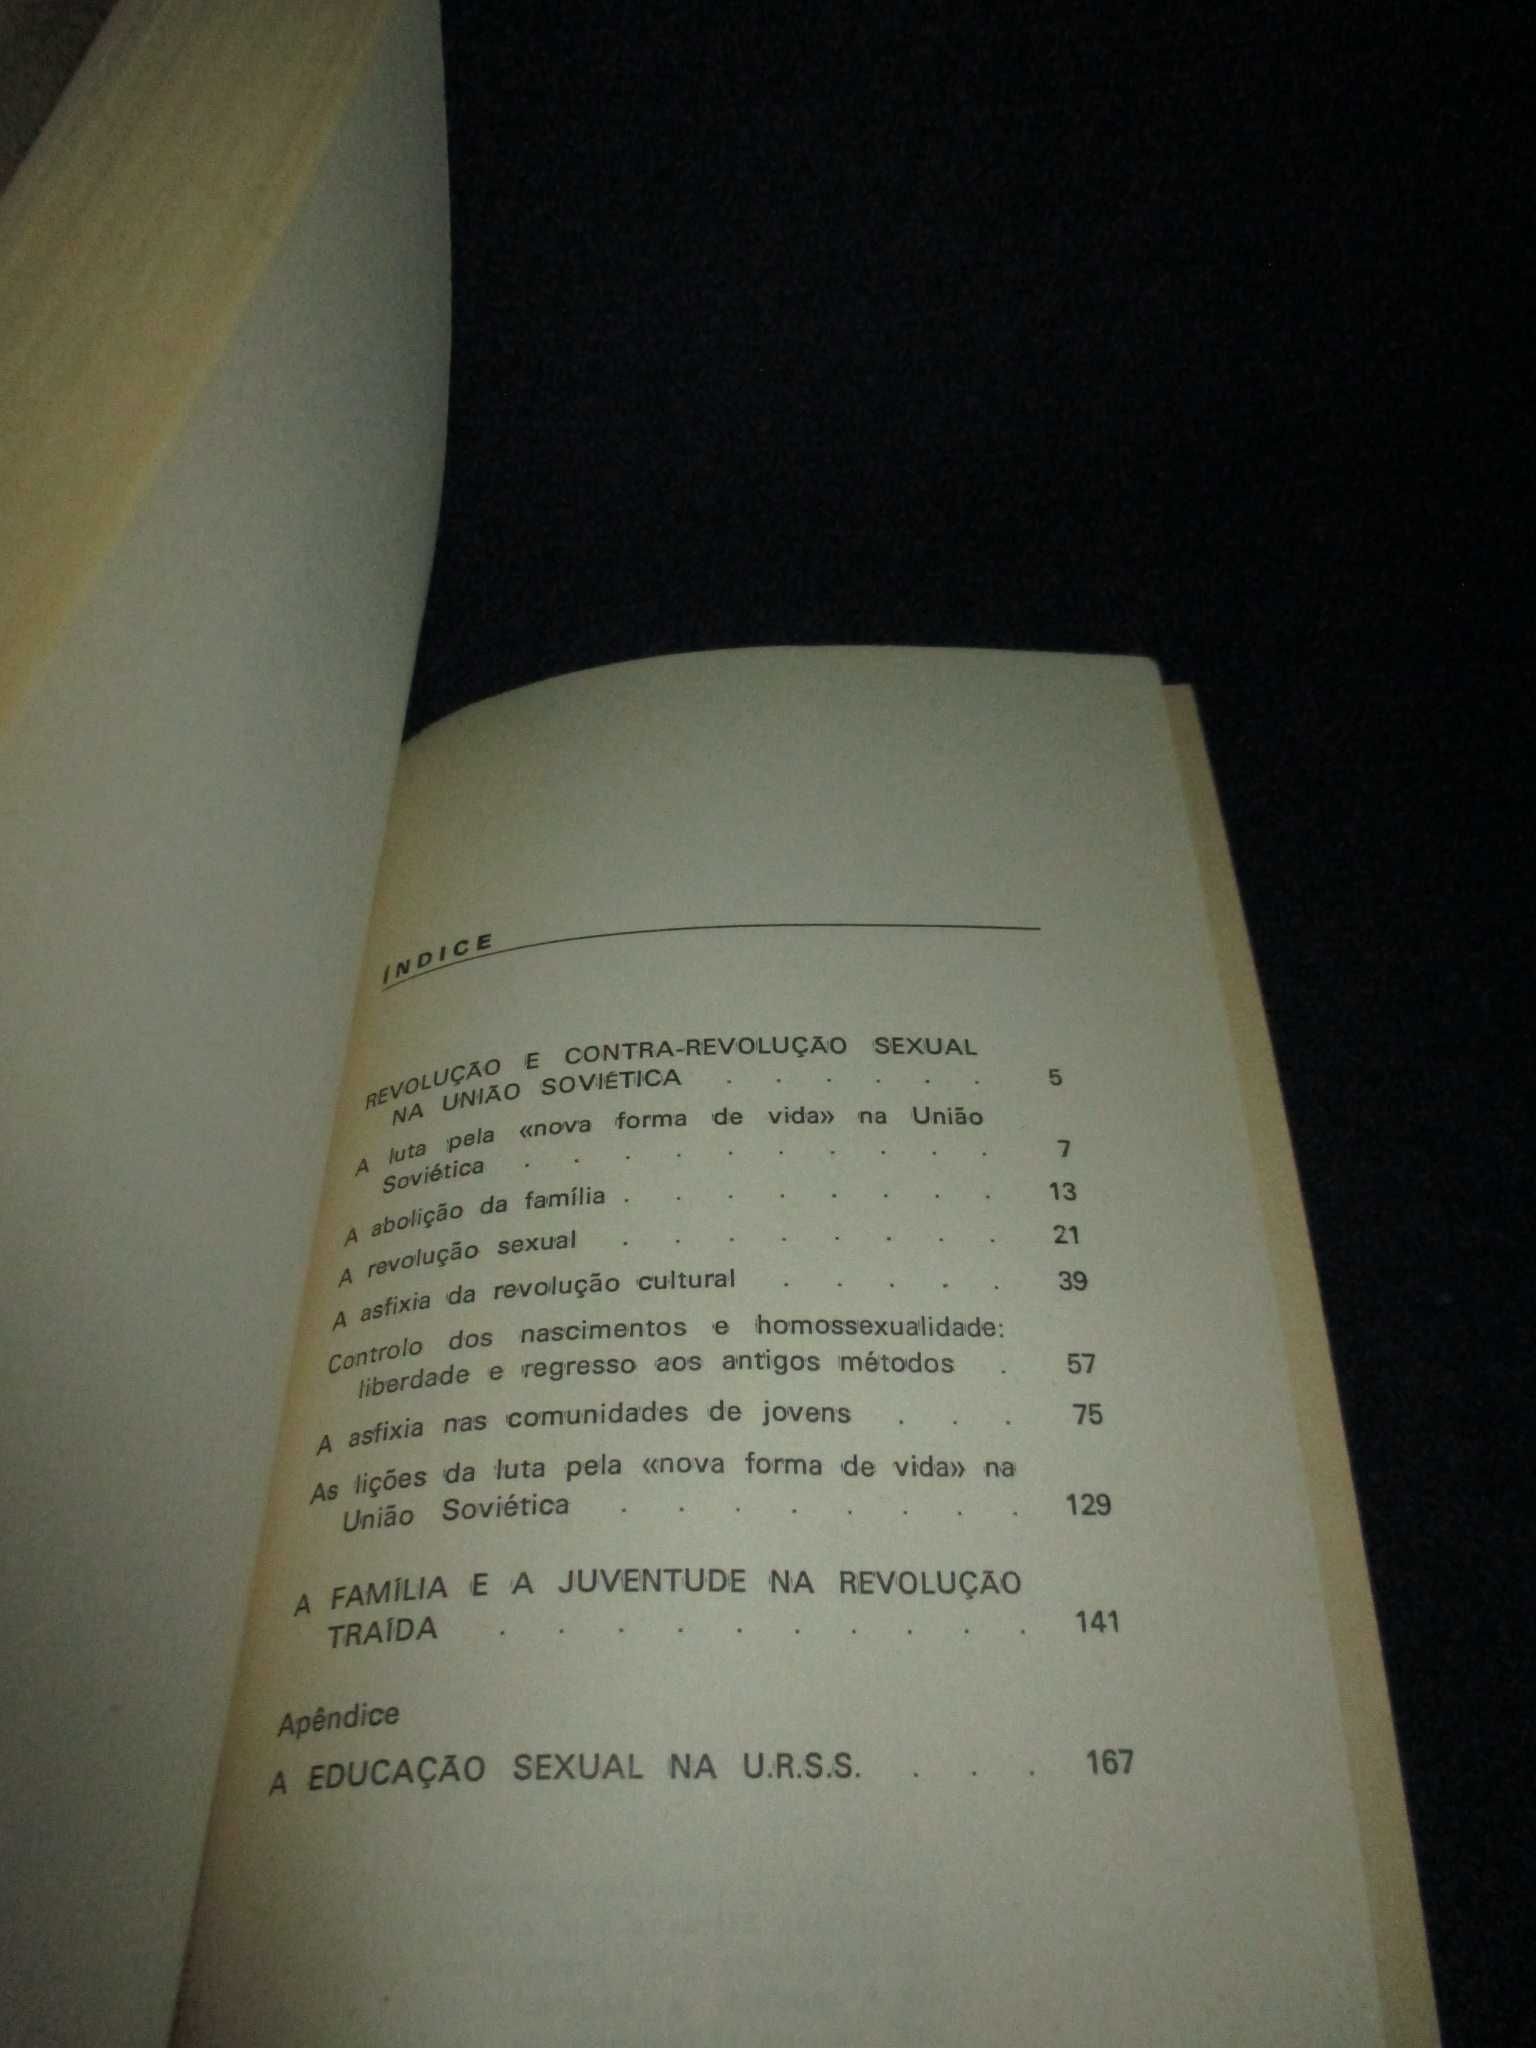 ÍNDICE
REVOLUÇÃO E CONTRA-REVOLUÇÃO SEXUAL
NA UNIÃO SOVIÉTICA . . . . . . 5
A luta pela «nova forma de vida» na União
Soviética . . . . . . . . . . 7
A abolição da família . . . . . . . . 13
A revolução sexual . . . . . . . . 21
A asfixia da revolução cultural . . . . . 39
Controlo dos nascimentos e homossexualidade:
liberdade e regresso aos antigos métodos . 57
A asfixia nas comunidades de jovens . . . 75
As lições da luta pela «nova forma de vida» na
União Soviética . . . . . . . . 129
A FAMÍLIA E A JUVENTUDE NA REVOLUÇÃO
TRAÍDA . . . . . . . . . . 141
Apêndice
A EDUCAÇÃO SEXUAL NA U.R.S.S. . . . 167